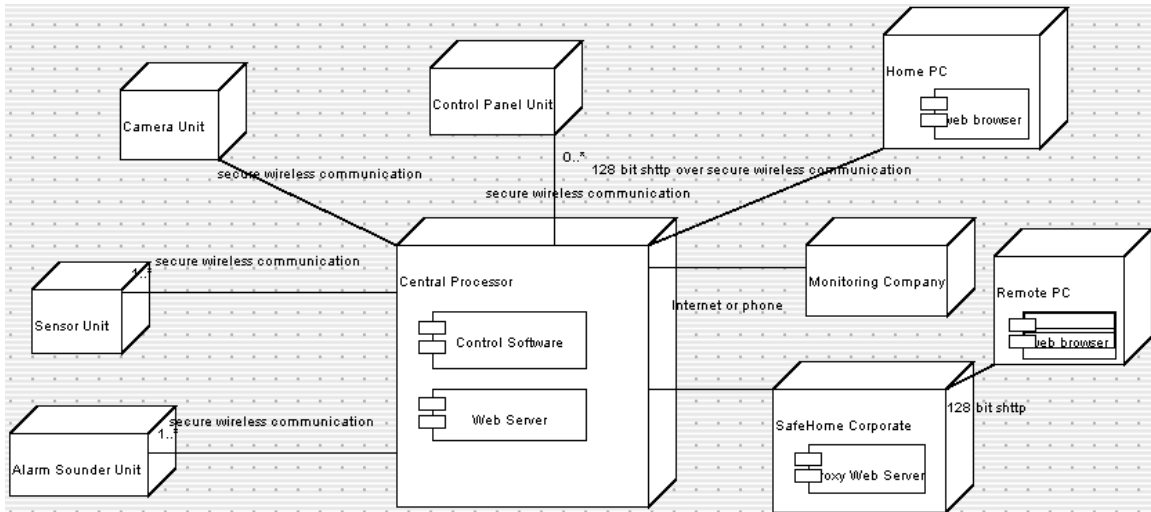 Home PC
web browser
Camera Unit
Control Panel Unit
0..*
128 bit shttp over secure wireless communication
secure wireless communication
secure wireless communication
secure wireless communication
1..*
Sensor Unit
Central Processor
Control Software
Web Server
Monitoring Company
Internet or phone
Remote PC
web browser
128 bit shttp
SafeHome Corporate
roxy Web Server
secure wireless communication
1..*
Alarm Sounder Unit